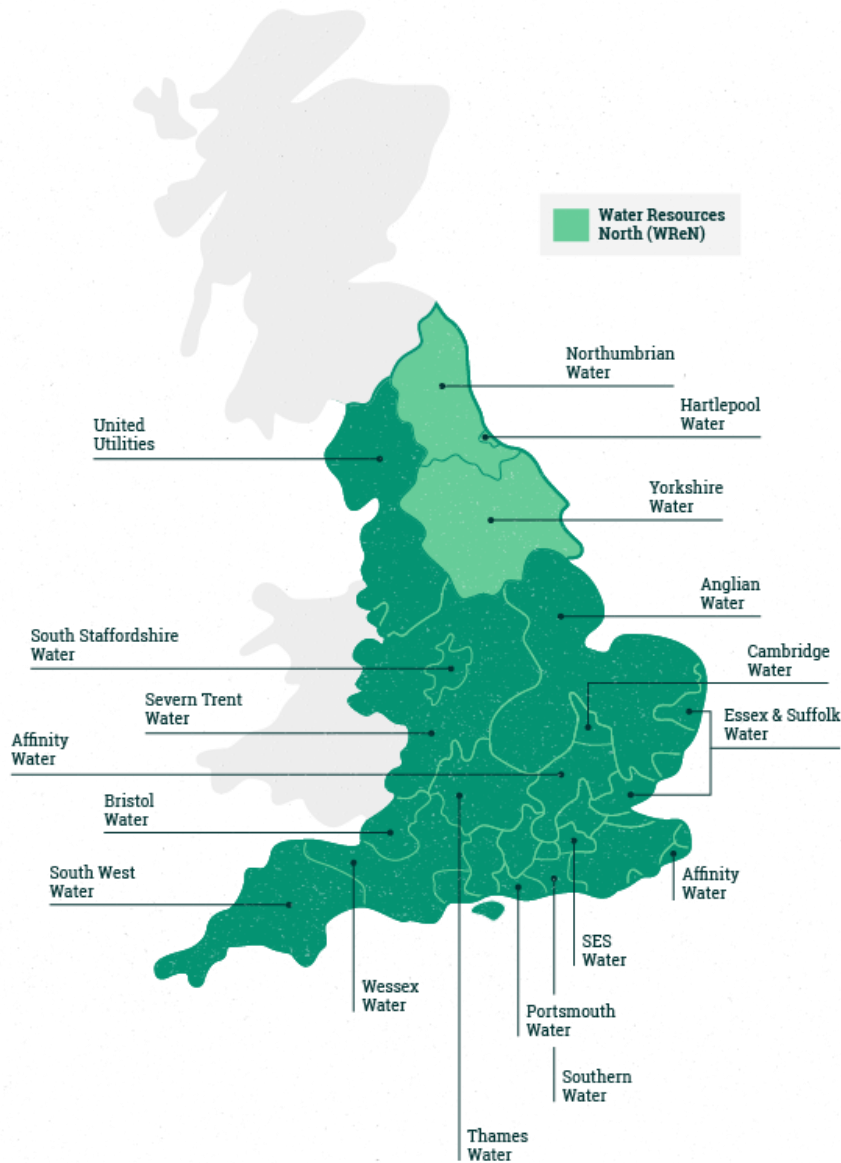 Water Resources
North (WReN)
Northumbrian
Water
Hartlepool
Water
United
Utilities
Yorkshire
Water
Anglian
Water
South Staffordshire
Water
Cambridge
Water
Severn Trent
Water
Essex & Suffolk
Water
Affinity
Water
Bristol
Water
South West
Water
Affinity
Water
SES
Water
Wessex
Water
Portsmouth
Water
Southern
Water
Thames
Water